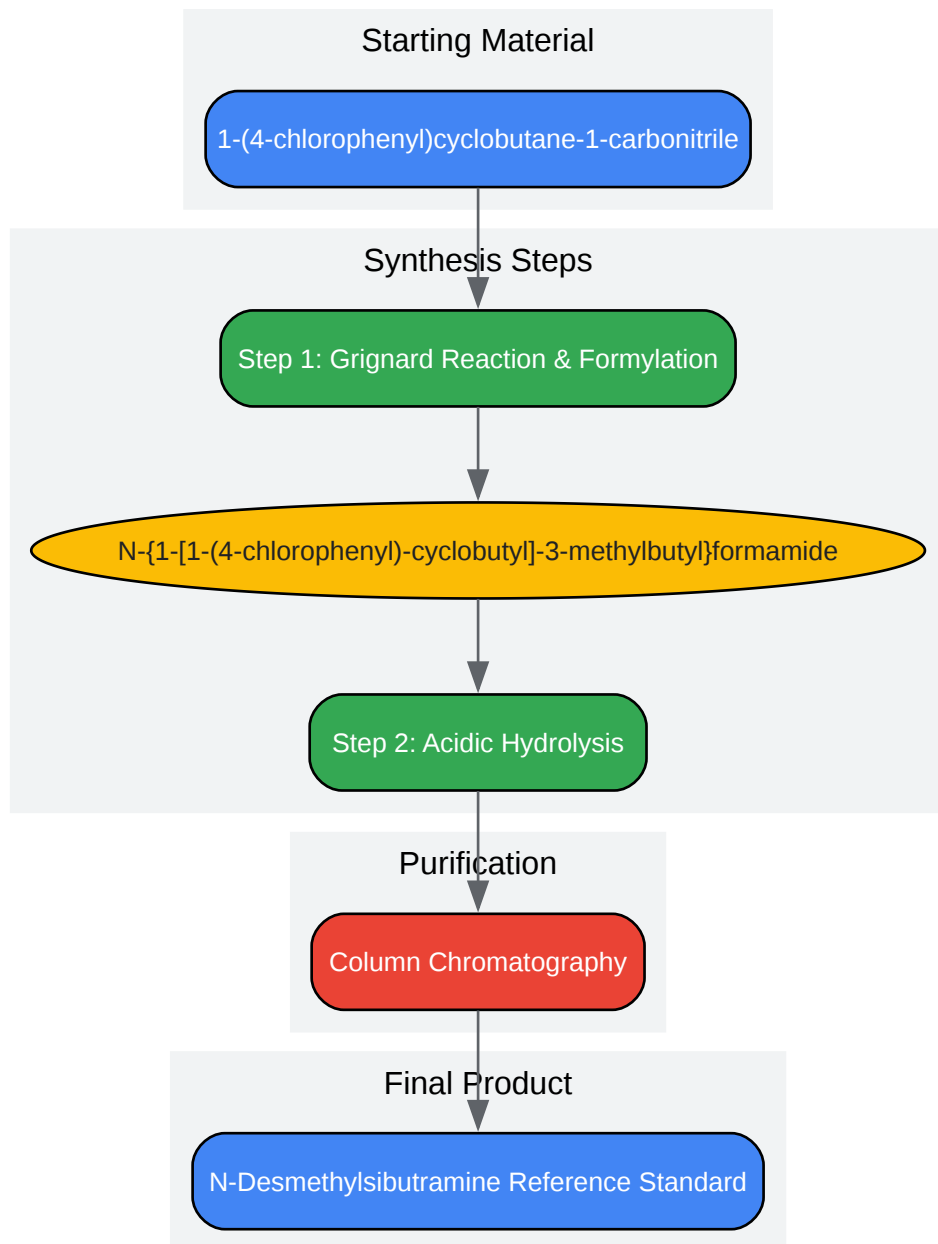 Starting Material
1-(4-chlorophenyl)cyclobutane-1-carbonitrile
Synthesis Steps
Step 1: Grignard Reaction & Formylation
N-{1-[1-(4-chlorophenyl)-cyclobutyl]-3-methylbutyl}formamide
Step 2: Acidic Hydrolysis
Purification
Column Chromatography
Final Product
N-Desmethylsibutramine Reference Standard